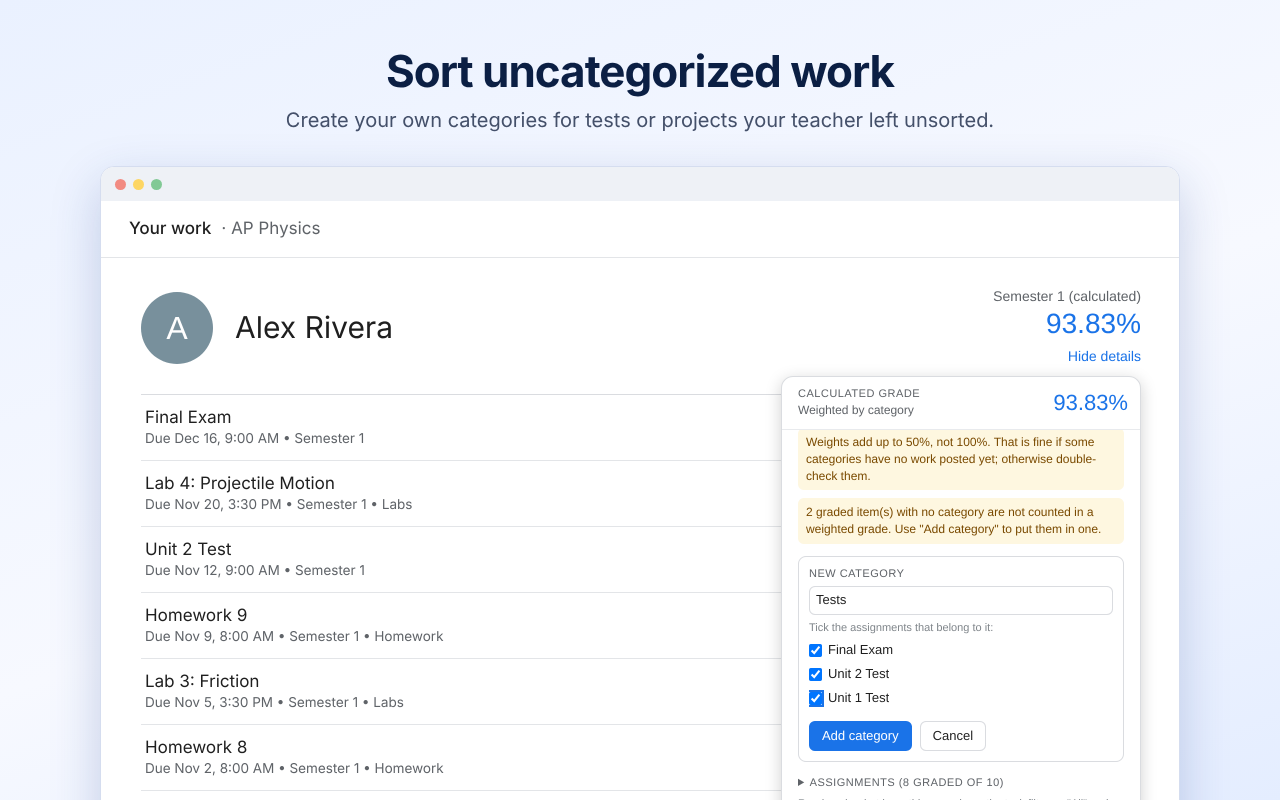 Sort uncategorized work
Create your own categories for tests or projects your teacher left unsorted.
Your work · AP Physics
A
Alex Rivera
Semester 1 (calculated)
93.83%
Hide details
Final Exam
Due Dec 16, 9:00 AM • Semester 1
Lab 4: Projectile Motion
Due Nov 20, 3:30 PM • Semester 1 • Labs
Unit 2 Test
Due Nov 12, 9:00 AM • Semester 1
Homework 9
Due Nov 9, 8:00 AM • Semester 1 • Homework
Lab 3: Friction
Due Nov 5, 3:30 PM • Semester 1 • Labs
Homework 8
Due Nov 2, 8:00 AM • Semester 1 • Homework
CALCULATED GRADE
Weighted by category
93.83%
Weights add up to 50%, not 100%. That is fine if some
categories have no work posted yet; otherwise double-
check them.
2 graded item(s) with no category are not counted in a
weighted grade. Use "Add category" to put them in one.
NEW CATEGORY
Tests
Tick the assignments that belong to it:
Final Exam
Unit 2 Test
Unit 1 Test
Add category
Cancel
ASSIGNMENTS (8 GRADED OF 10)